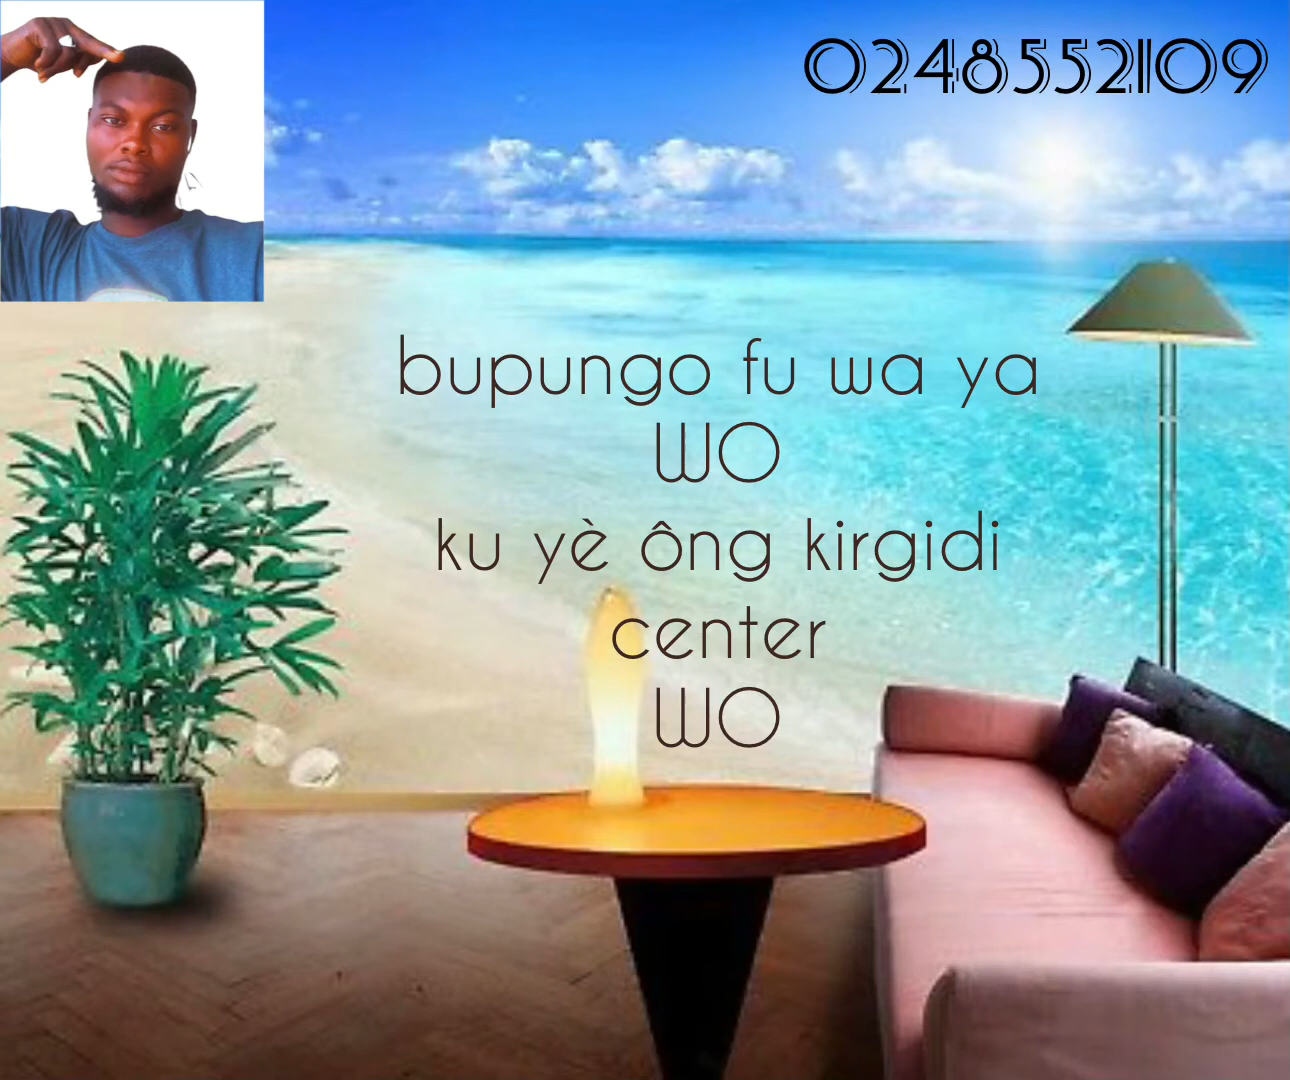 0248552109
bupungo fu wa ya
WO
ku yè ông kirgidi
center
WO